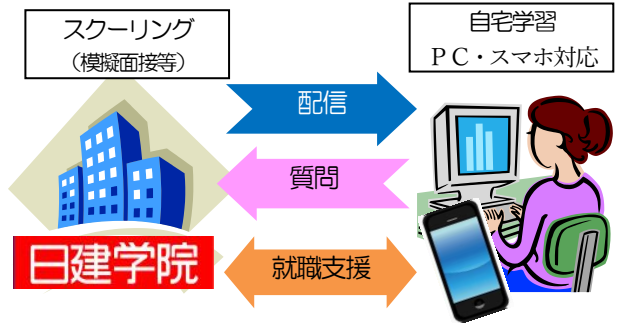 スクーリング
（模擬面接等）
自宅学習
ＰＣ・スマホ対応
配信
質問
就職支援
日建学院